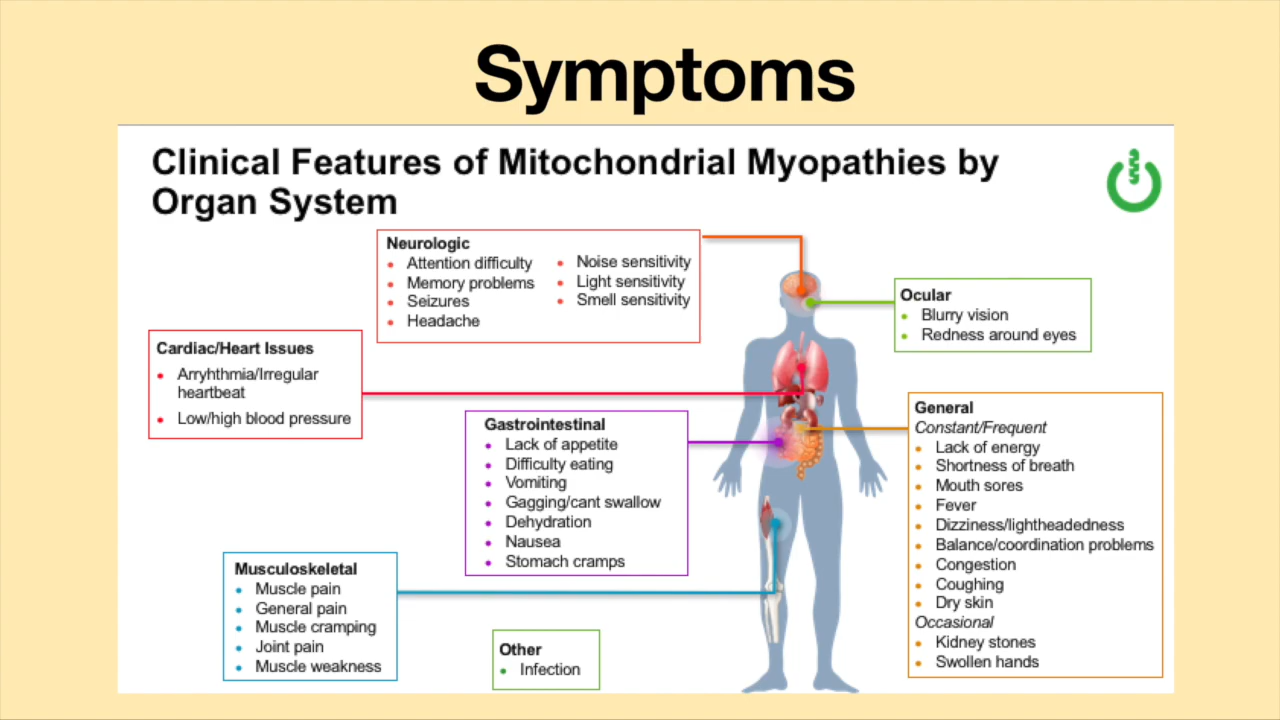 Symptoms
Clinical Features of Mitochondrial Myopathies by
Organ System
Neurologic
• Attention difficulty
• Memory problems
• Seizures
• Headache
• Noise sensitivity
• Light sensitivity
• Smell sensitivity
Ocular
• Blurry vision
• Redness around eyes
Cardiac/Heart Issues
• Arryhthmia/Irregular
heartbeat
• Low/high blood pressure
Gastrointestinal
• Lack of appetite
• Difficulty eating
• Vomiting
• Gagging/cant swallow
• Dehydration
• Nausea
• Stomach cramps
General
Constant/Frequent
• Lack of energy
• Shortness of breath
• Mouth sores
• Fever
• Dizziness/lightheadedness
• Balance/coordination problems
• Congestion
• Coughing
• Dry skin
Occasional
• Kidney stones
• Swollen hands
Musculoskeletal
• Muscle pain
• General pain
• Muscle cramping
• Joint pain
• Muscle weakness
Other
• Infection